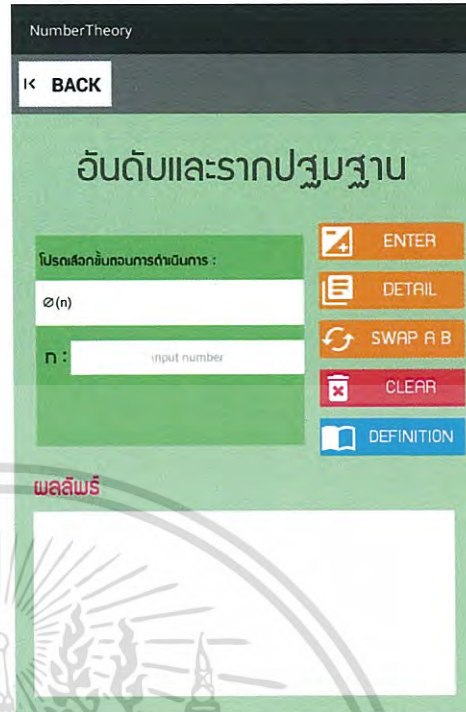 NumberTheory
BACK
อันดับและรากปฐมฐาน
โปรดเลือกขั้นตอนการดำเนินการ :
Ø(n)
n :
input number
ENTER
DETAIL
SWAP A B
CLEAR
DEFINITION
ผลลัพธ์